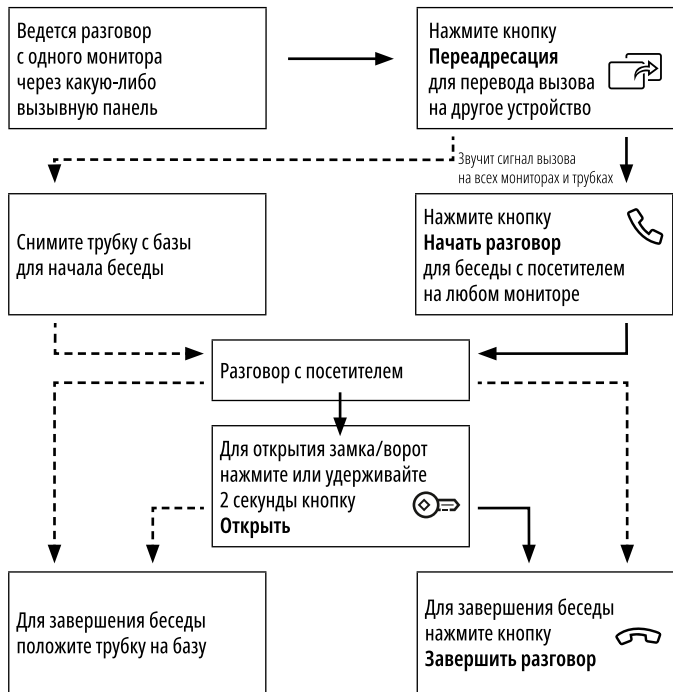 Ведется разговор
с одного монитора
через какую-либо
вызывную панель
Нажмите кнопку
Переадресация
для перевода вызова
на другое устройство
Звучит сигнал вызова
на всех мониторах и трубках
Снимите трубку с базы
для начала беседы
Нажмите кнопку
Начать разговор
для беседы с посетителем
на любом мониторе
Разговор с посетителем
Для открытия замка/ворот
нажмите или удерживайте
2 секунды кнопку
Открыть
Для завершения беседы
положите трубку на базу
Для завершения беседы
нажмите кнопку
Завершить разговор